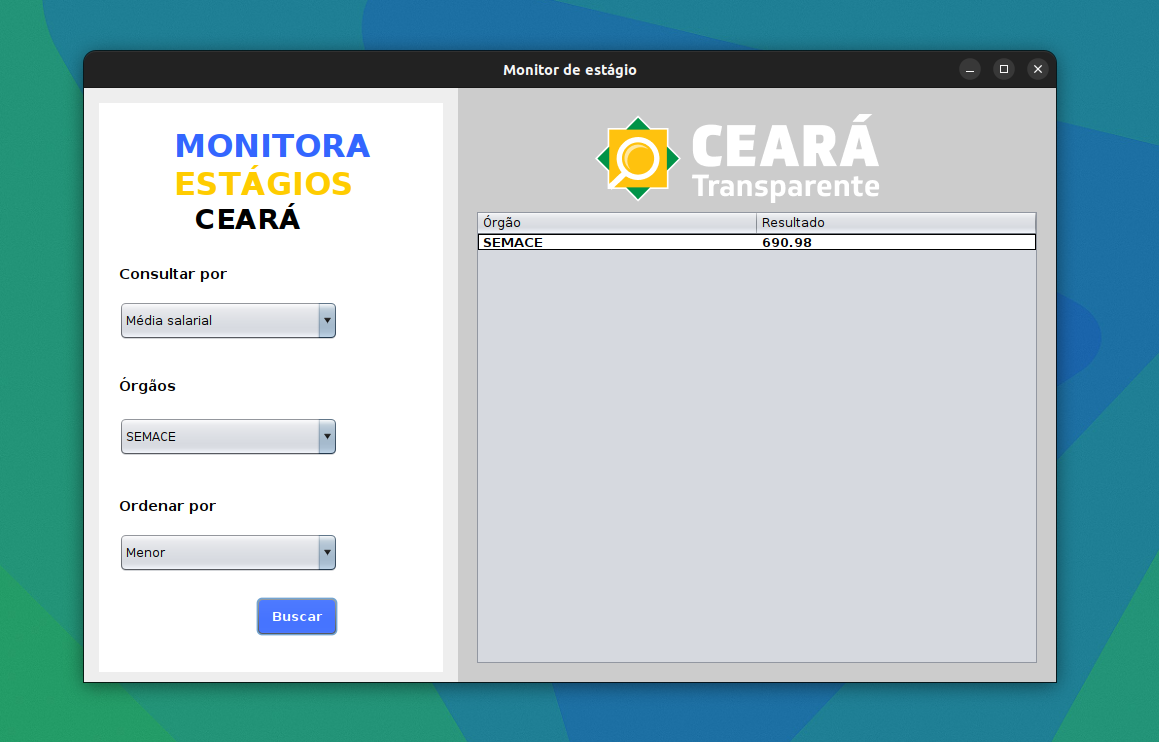 Monitor de estágio
MONITORA
ESTÁGIOS
CEARÁ
Consultar por
Média salarial
Órgãos
SEMACE
Ordenar por
Menor
Buscar
CEARÁ
Transparente
Órgão Resultado
SEMACE 690.98